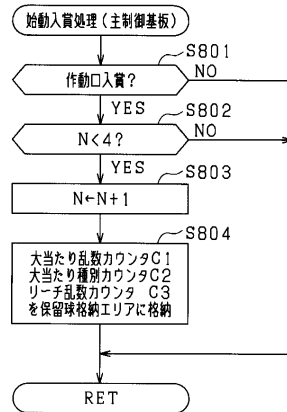 始動入賞処理(主制御基板)
S801
作動口入賞?
NO
YES
S802
N<4?
NO
YES
S803
N←N+1
S804
大当たり乱数カウンタC1
大当たり種別カウンタC2
リーチ乱数カウンタ C3
を保留球格納エリアに格納
RET